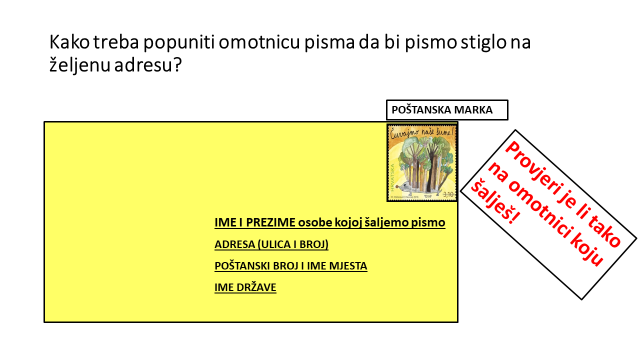 Kako treba popuniti omotnicu pisma da bi pismo stiglo na
željenu adresu?
POŠTANSKA MARKA
Čuvajmo naše šume!
IME I PREZIME osobe kojoj šaljemo pismo
ADRESA (ULICA I BROJ)
POŠTANSKI BROJ I IME MJESTA
IME DRŽAVE
Provjeri je li tako
na omotnici koju
šalješ!